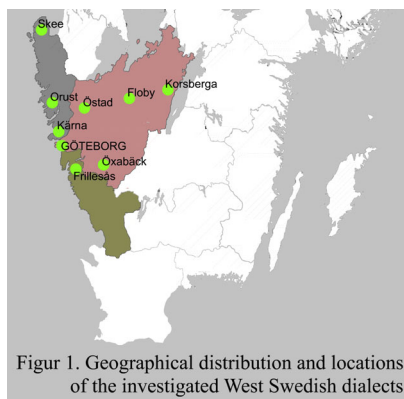 Skee
Orust
Östad
Floby
Korsberga
Kärna
GÖTEBORG
Öxabäck
Frillesås
Figur 1. Geographical distribution and locations
of the investigated West Swedish dialects